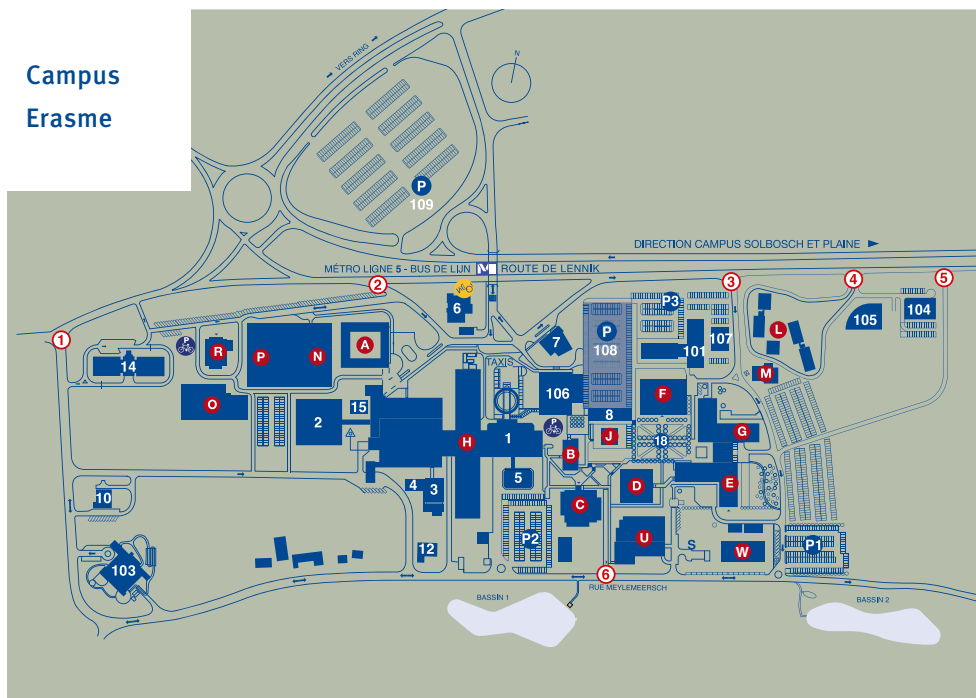 Campus
Erasme
VERS RING
N
P
109
DIRECTION CAMPUS SOLBOSCH ET PLAINE
MÉTRO LIGNE 5 - BUS DE LIJN M ROUTE DE LENNIK
1
2
3
4
5
6
7
P
108
P3
101
107
L
105
104
M
14
P
R
P
N
A
TAXIS
O
2
15
H
1
106
P
8
J
F
18
G
B
5
4
3
C
D
E
10
12
P2
U
S
W
P1
103
6
RUE MEYLEMEERSCH
BASSIN 1
BASSIN 2